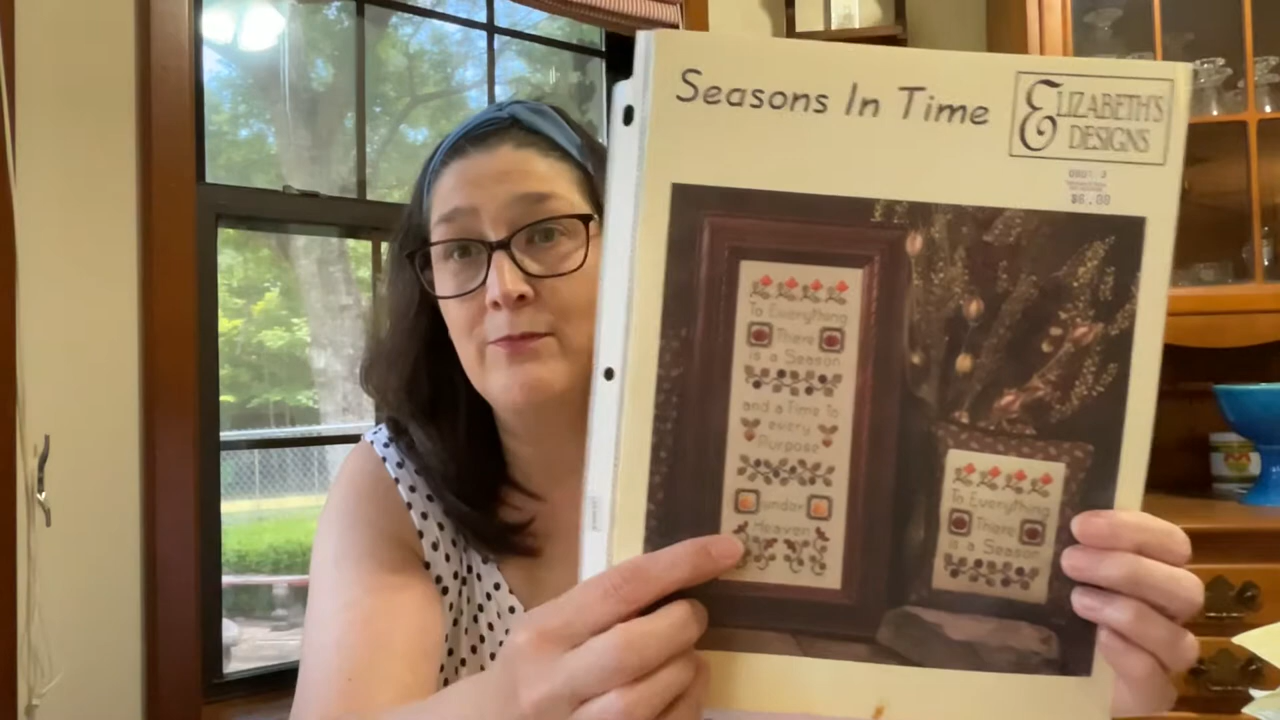 Seasons In Time
ELIZABETH'S
DESIGNS
$6.00
To Everything
There
is a Season
and a Time To
every
Purpose
under
Heaven
To Everything
There
is a Season